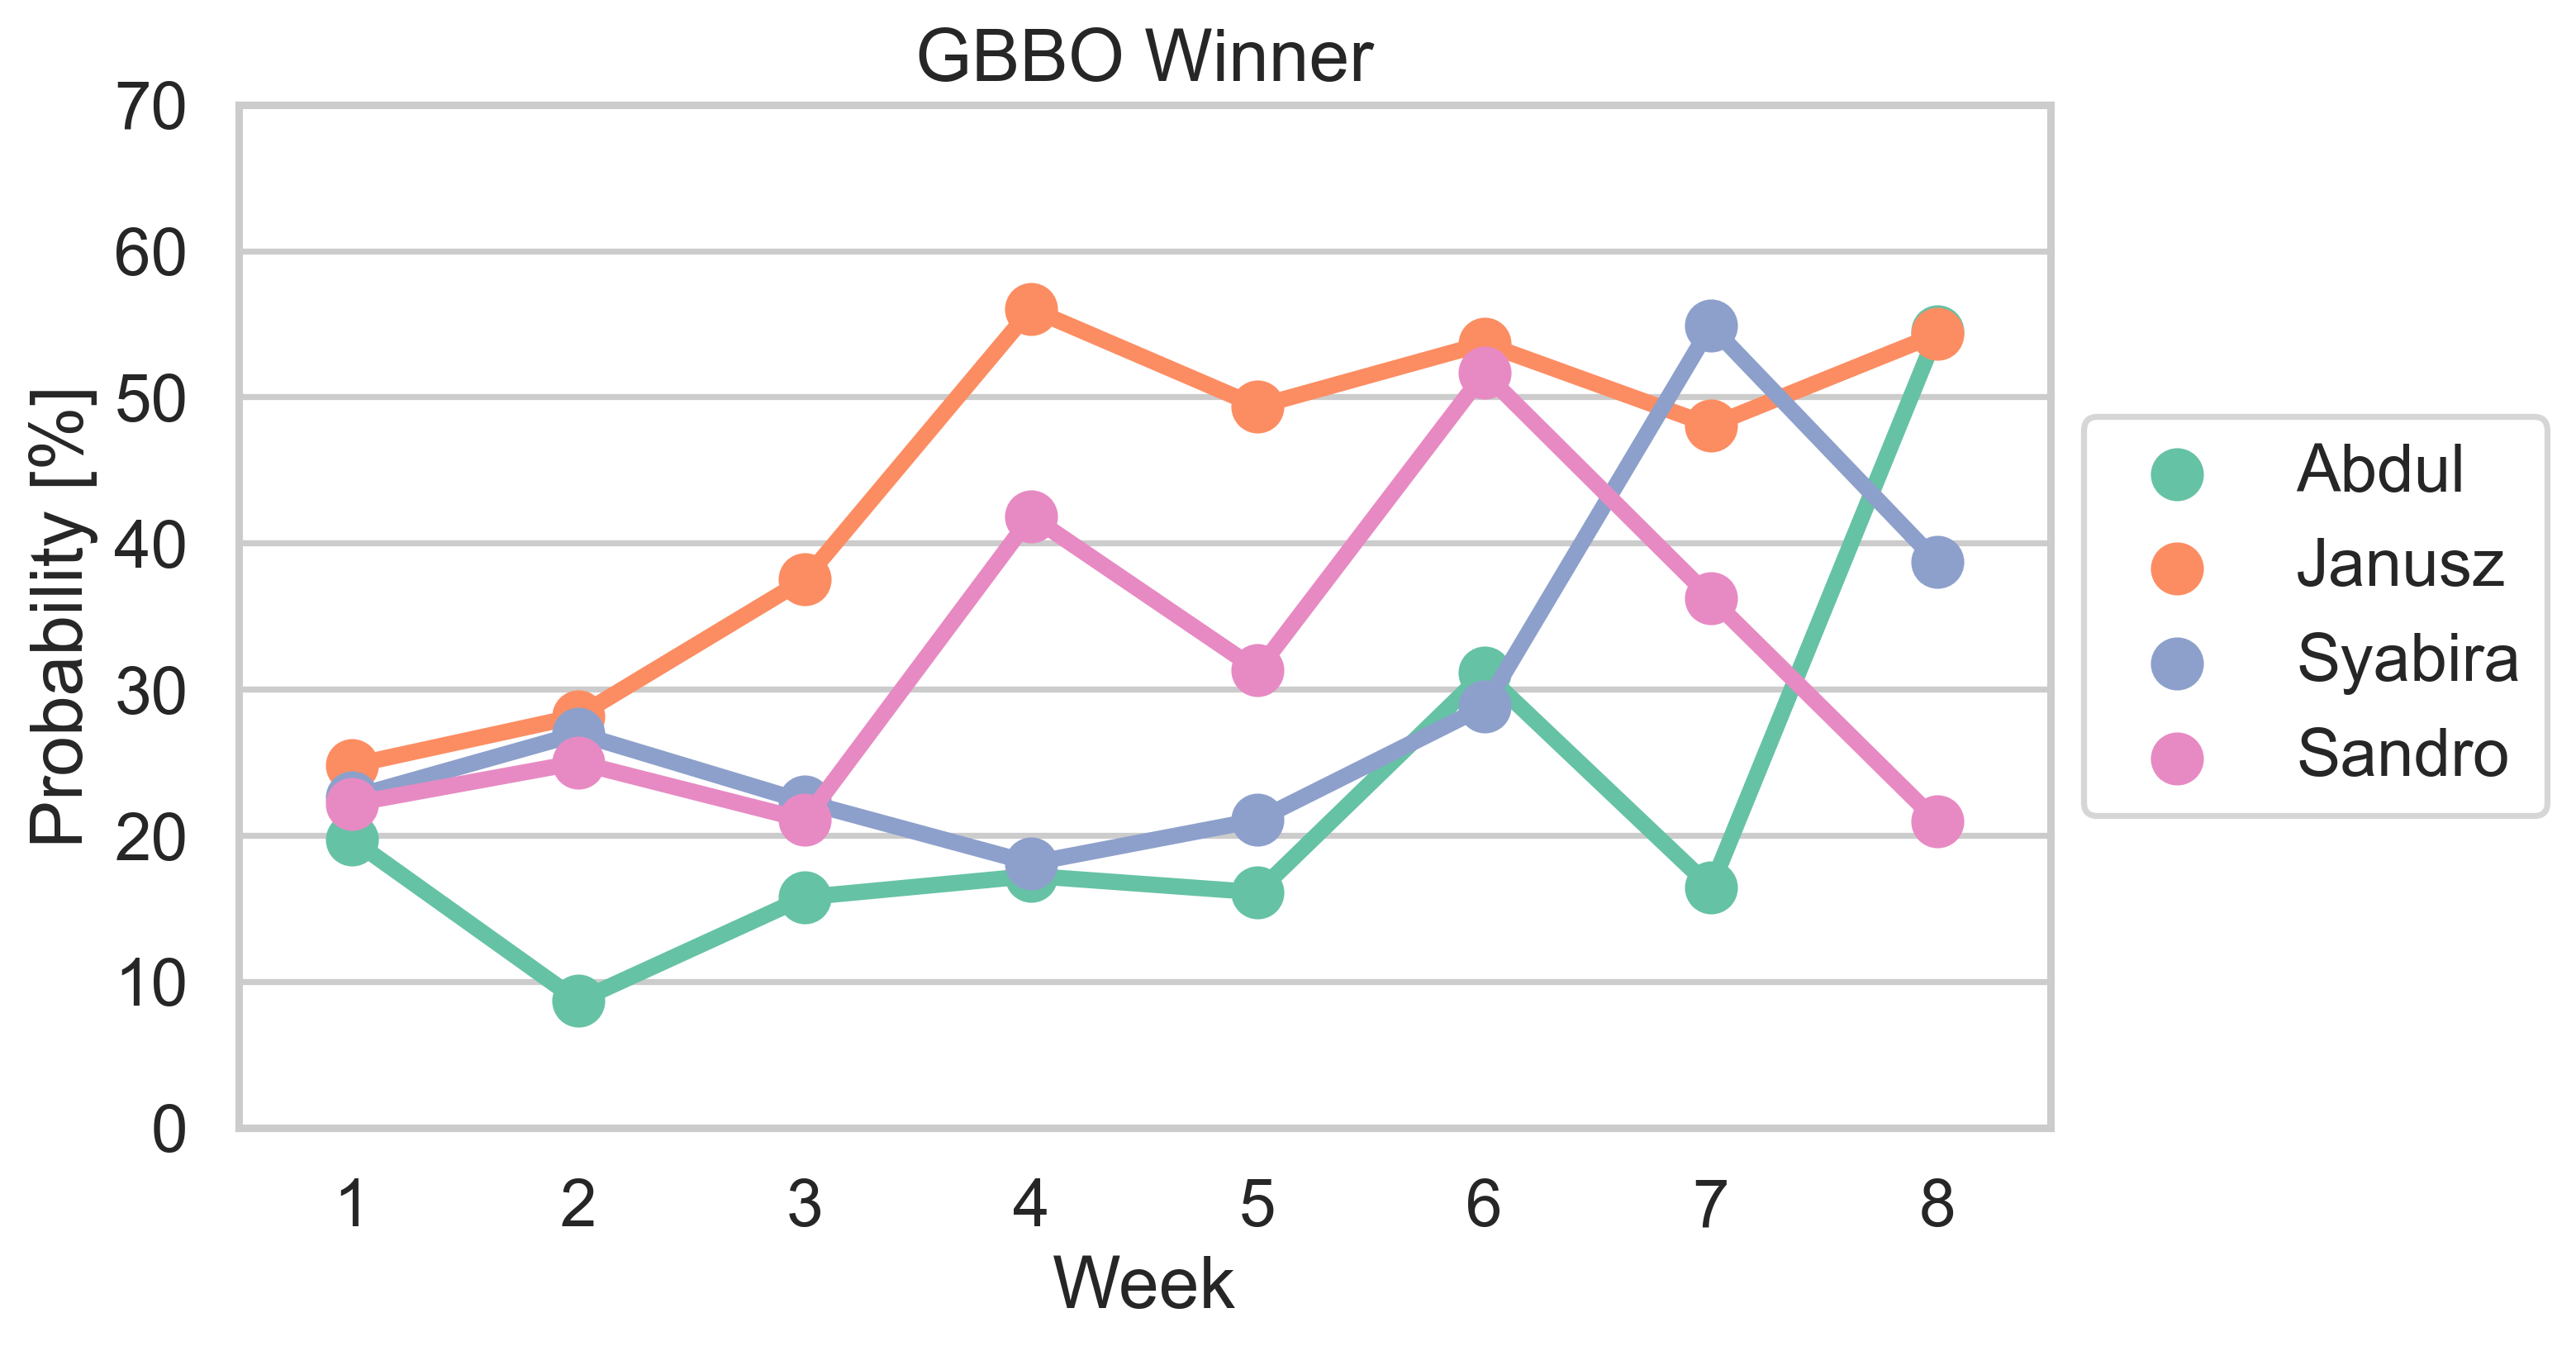 GBBO Winner
Probability [%]
70
60
50
40
30
20
10
0
1 2 3 4 5 6 7 8
Week
Abdul
Janusz
Syabira
Sandro